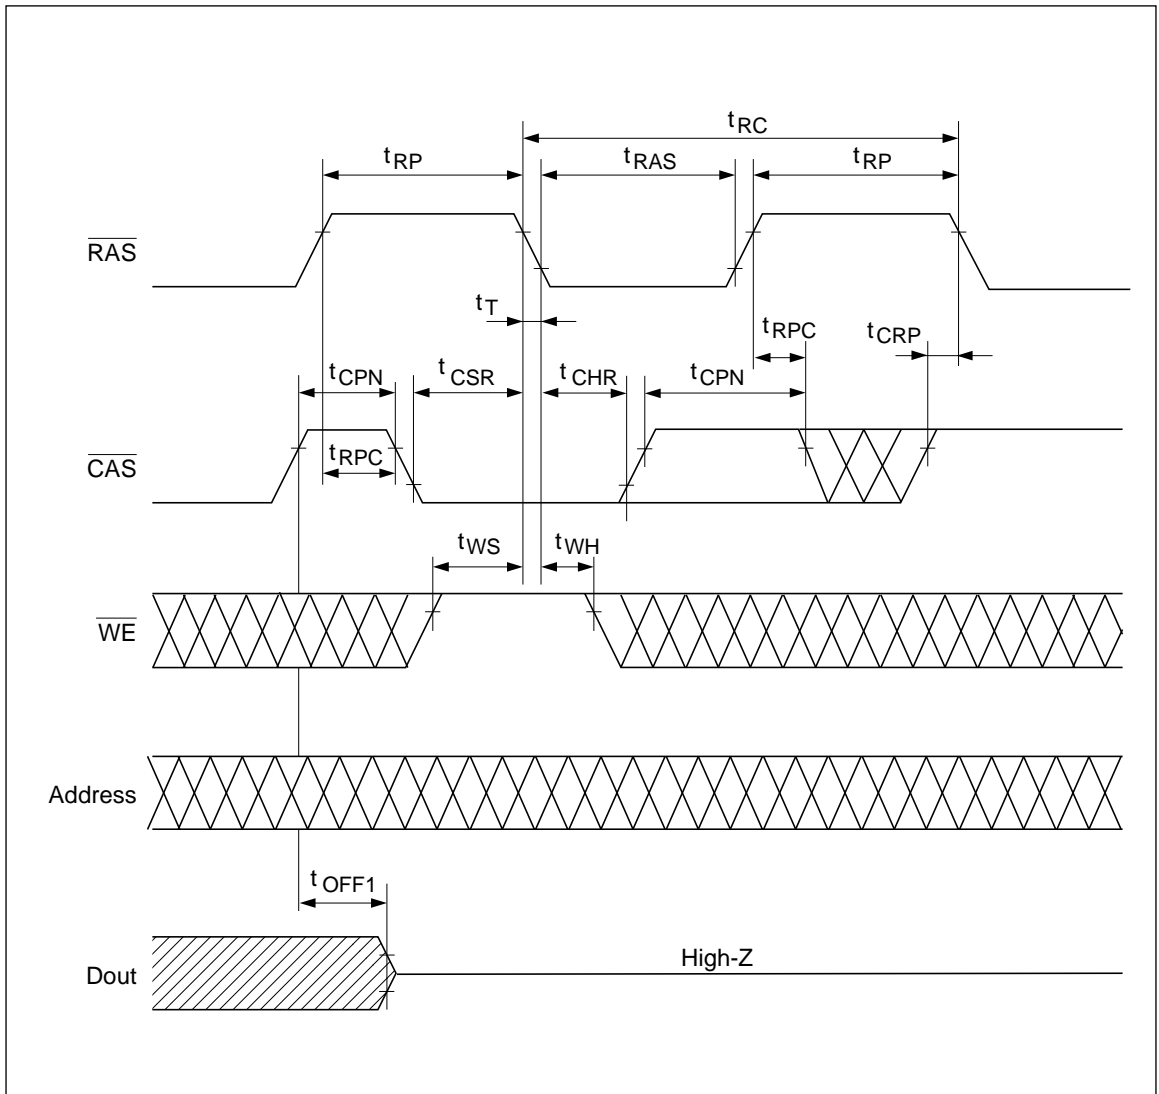 tRC
tRP tRAS tRP
RAS
tT
tRPC tCRP
tCPN tCSR tCHR tCPN
CAS
tRPC
tWS tWH
WE
Address
tOFF1
High-Z
Dout